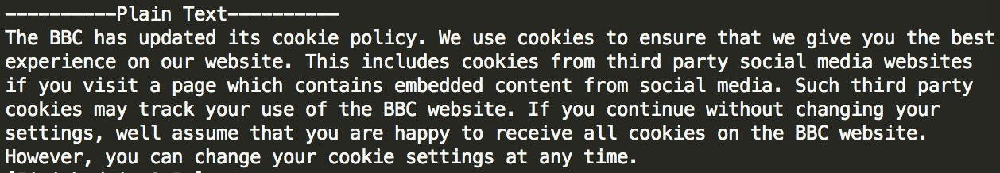 ----------Plain Text----------
The BBC has updated its cookie policy. We use cookies to ensure that we give you the best
experience on our website. This includes cookies from third party social media websites
if you visit a page which contains embedded content from social media. Such third party
cookies may track your use of the BBC website. If you continue without changing your
settings, well assume that you are happy to receive all cookies on the BBC website.
However, you can change your cookie settings at any time.